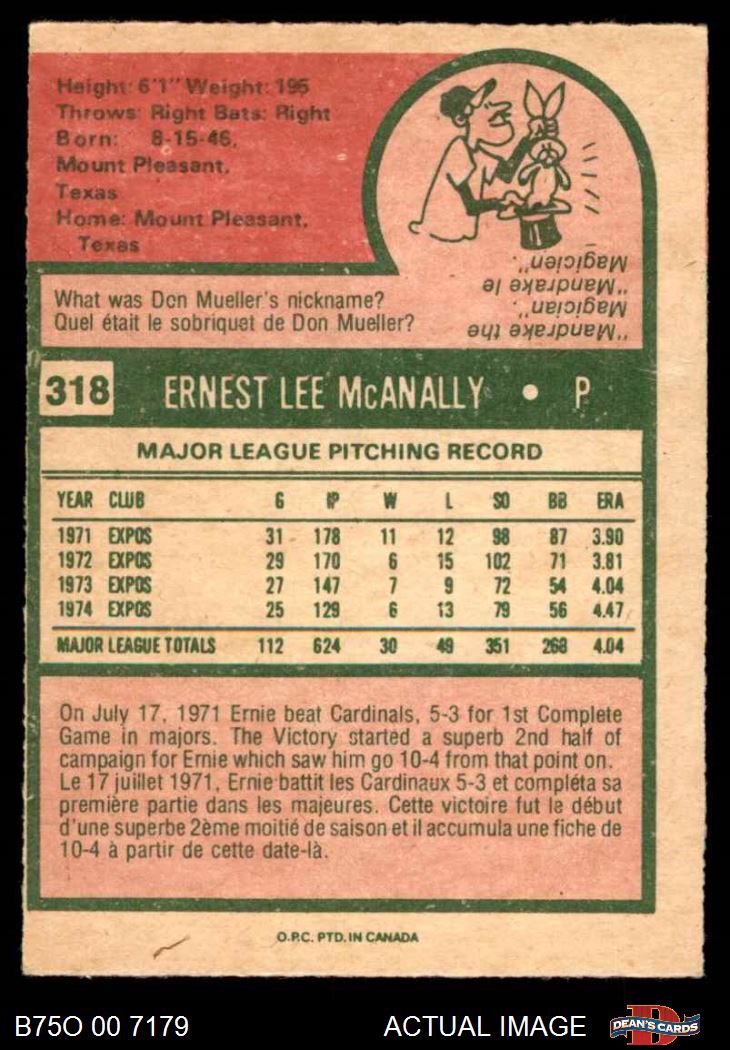 Height: 6'1" Weight: 195
Throws: Right Bats: Right
Born: 8-15-46,
Mount Pleasant,
Texas
Home: Mount Pleasant,
Texas
"Mandrake the
Magician".
"Mandrake le
Magicien".
What was Don Mueller's nickname?
Quel était le sobriquet de Don Mueller?
318 ERNEST LEE McANALLY • P
MAJOR LEAGUE PITCHING RECORD
YEAR CLUB G IP W L SO BB ERA
1971 EXPOS 31 178 11 12 98 87 3.90
1972 EXPOS 29 170 6 15 102 71 3.81
1973 EXPOS 27 147 7 9 72 54 4.04
1974 EXPOS 25 129 6 13 79 56 4.47
MAJOR LEAGUE TOTALS 112 624 30 49 351 268 4.04
On July 17, 1971 Ernie beat Cardinals, 5-3 for 1st Complete
Game in majors. The Victory started a superb 2nd half of
campaign for Ernie which saw him go 10-4 from that point on.
Le 17 juillet 1971, Ernie battit les Cardinaux 5-3 et compléta sa
première partie dans les majeures. Cette victoire fut le début
d'une superbe 2ème moitié de saison et il accumula une fiche de
10-4 à partir de cette date-là.
O.P.C. PTD. IN CANADA
B75O 00 7179
ACTUAL IMAGE
DEAN'S CARDS